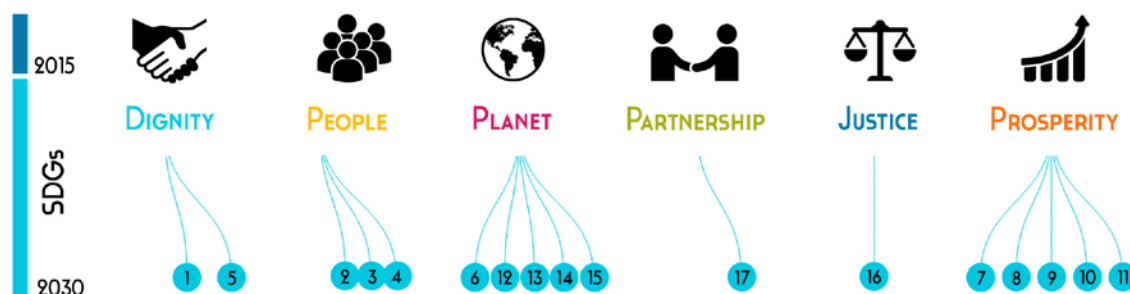 2015
DIGNITY
PEOPLE
PLANET
PARTNERSHIP
JUSTICE
PROSPERITY
SDGs
1 5 2 3 4 6 12 13 14 15 17 16 7 8 9 10 11
2030